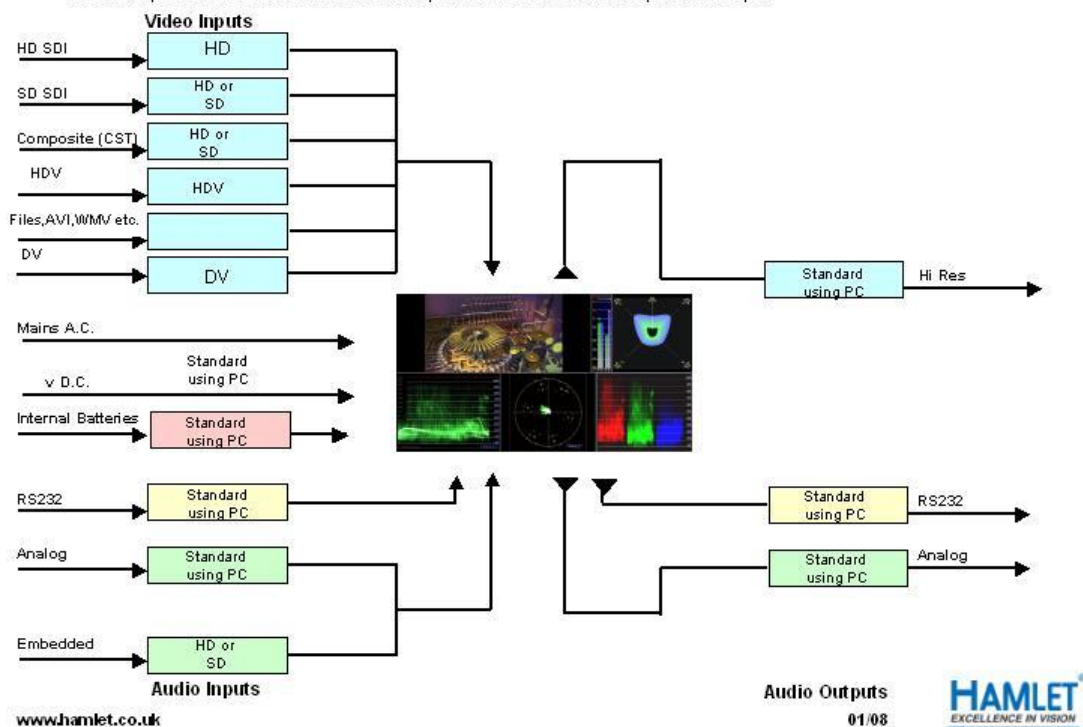 Video Inputs
HD SDI
HD
SD SDI
HD or
SD
Composite (CST)
HD or
SD
HDV
HDV
Files,AVI,WMV etc.
DV
DV
Standard
using PC
Hi Res
Mains A.C.
Standard
using PC
v D.C.
Internal Batteries
Standard
using PC
RS232
Standard
using PC
Standard
using PC
RS232
Analog
Standard
using PC
Standard
using PC
Analog
Embedded
HD or
SD
Audio Inputs
Audio Outputs
www.hamlet.co.uk
01/08
HAMLET
EXCELLENCE IN VISION